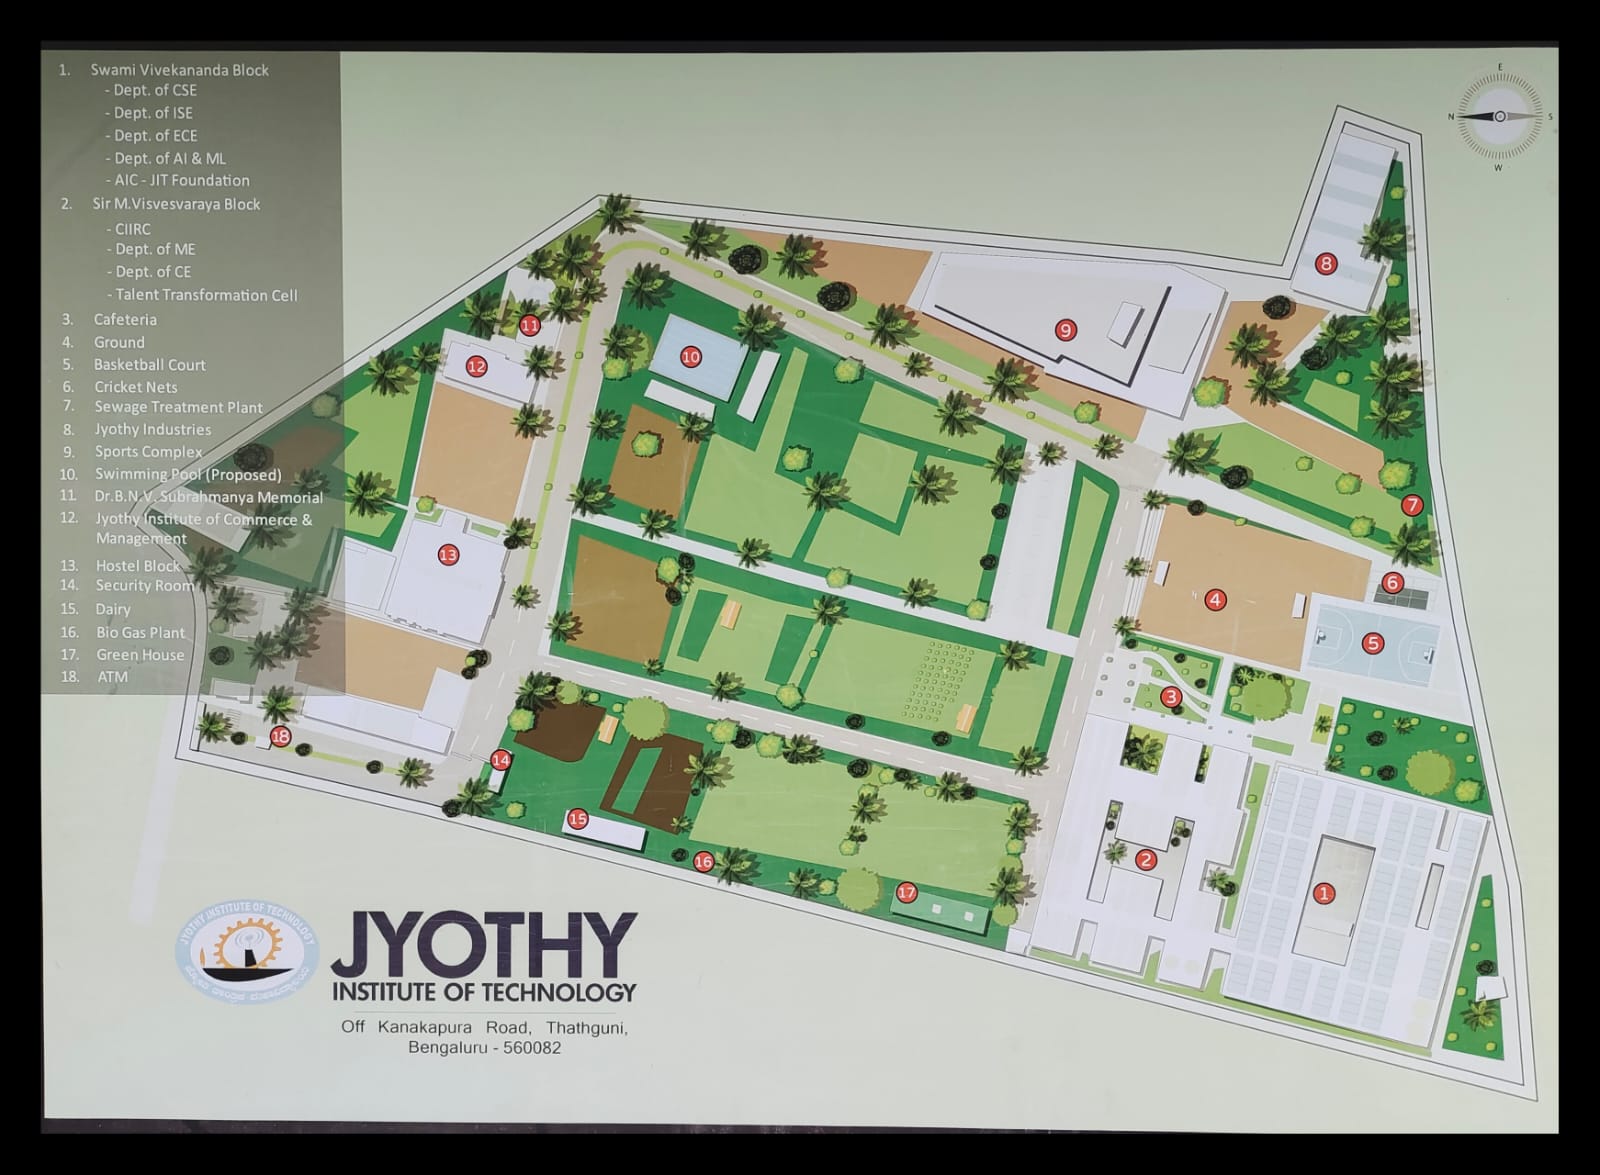 1. Swami Vivekananda Block
- Dept. of CSE
- Dept. of ISE
- Dept. of ECE
- Dept. of AI & ML
- AIC - JIT Foundation
2. Sir M.Visvesvaraya Block
- CIIRC
- Dept. of ME
- Dept. of CE
- Talent Transformation Cell
3. Cafeteria
4. Ground
5. Basketball Court
6. Cricket Nets
7. Sewage Treatment Plant
8. Jyothy Industries
9. Sports Complex
10. Swimming Pool (Proposed)
11. Dr.B.N.V. Subrahmanya Memorial
12. Jyothy Institute of Commerce &
Management
13. Hostel Block
14. Security Room
15. Dairy
16. Bio Gas Plant
17. Green House
18. ATM
E
N
S
W
8
9
11
10
12
7
13
6
4
5
3
18
14
15
2
16
17
1
JYOTHY INSTITUTE OF TECHNOLOGY
JYOTHY
INSTITUTE OF TECHNOLOGY
Off Kanakapura Road, Thathguni,
Bengaluru - 560082